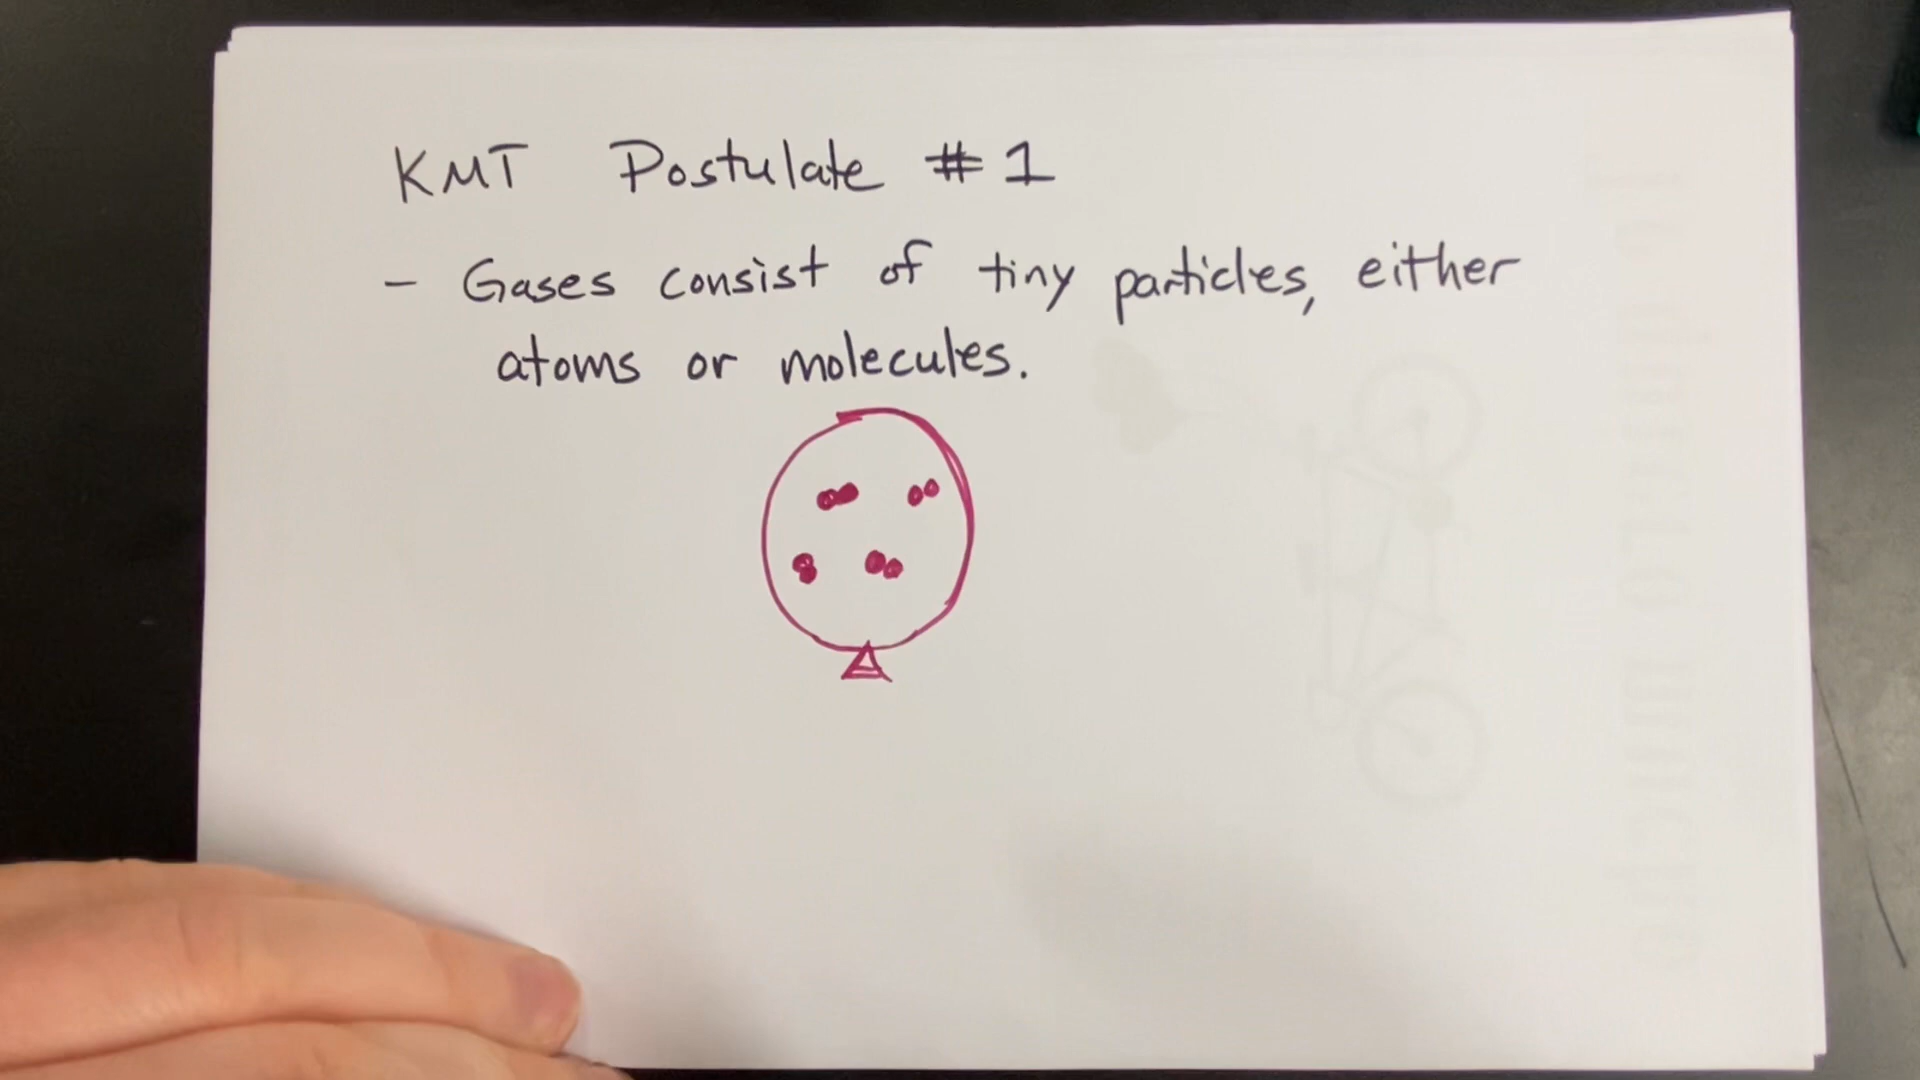 KMT Postulate #1
- Gases consist of tiny particles, either
atoms or molecules.